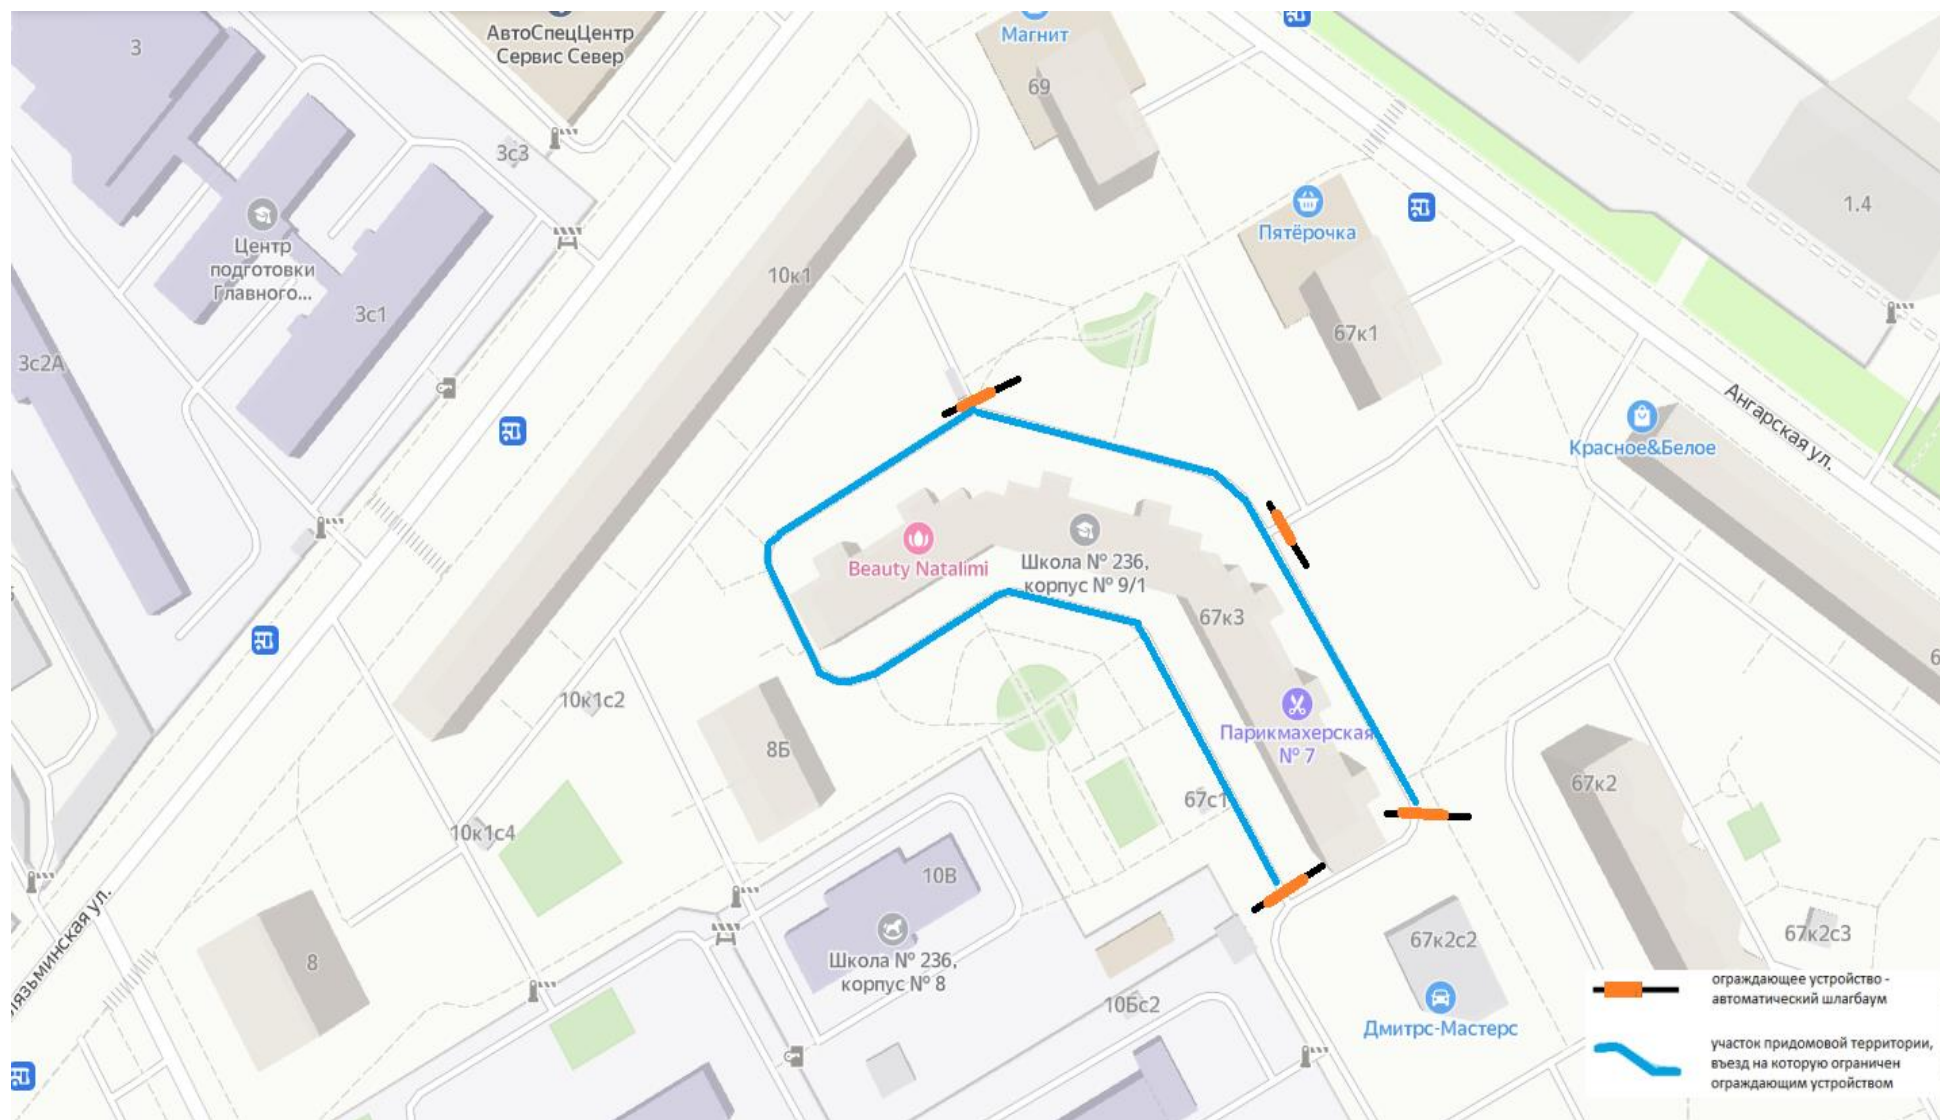 3
АвтоСпецЦентр
Сервис Север
Магнит
69
3с3
1.4
Пятёрочка
Центр
подготовки
Главного...
10к1
3с1
67к1
3с2А
Ангарская ул.
Красное&Белое
Beauty Natalimi
Школа № 236,
корпус № 9/1
67к3
6
10к1с2
Парикмахерская
№ 7
8Б
67с1
67к2
10к1с4
10В
8
Школа № 236,
корпус № 8
67к2с2
67к2с3
10Бс2
Дмитрс-Мастерс
ограждающее устройство -
автоматический шлагбаум
участок придомовой территории,
въезд на которую ограничен
ограждающим устройством